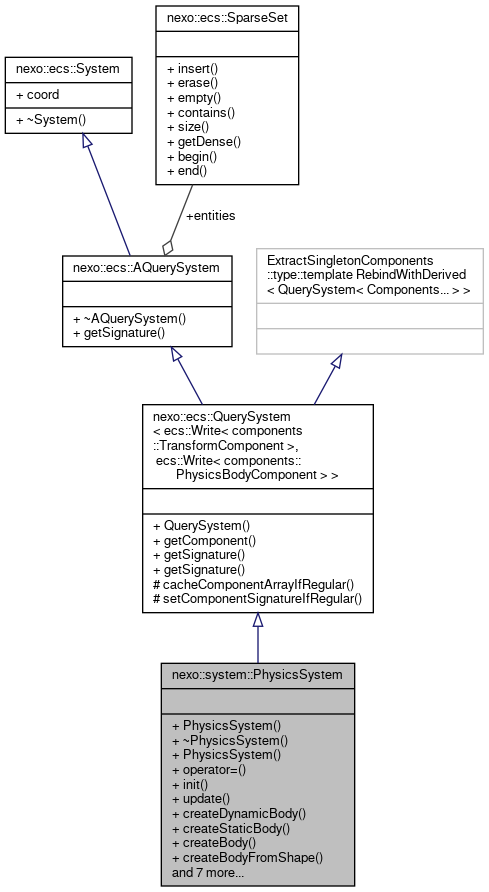 nexo::ecs::SparseSet
+ insert()
+ erase()
+ empty()
+ contains()
+ size()
+ getDense()
+ begin()
+ end()
nexo::ecs::System
+ coord
+ ~System()
+entities
nexo::ecs::AQuerySystem
+ ~AQuerySystem()
+ getSignature()
ExtractSingletonComponents
::type::template RebindWithDerived
< QuerySystem< Components... > >
nexo::ecs::QuerySystem
< ecs::Write< components
::TransformComponent >,
ecs::Write< components::
PhysicsBodyComponent > >
+ QuerySystem()
+ getComponent()
+ getSignature()
+ getSignature()
# cacheComponentArrayIfRegular()
# setComponentSignatureIfRegular()
nexo::system::PhysicsSystem
+ PhysicsSystem()
+ ~PhysicsSystem()
+ PhysicsSystem()
+ operator=()
+ init()
+ update()
+ createDynamicBody()
+ createStaticBody()
+ createBody()
+ createBodyFromShape()
and 7 more...